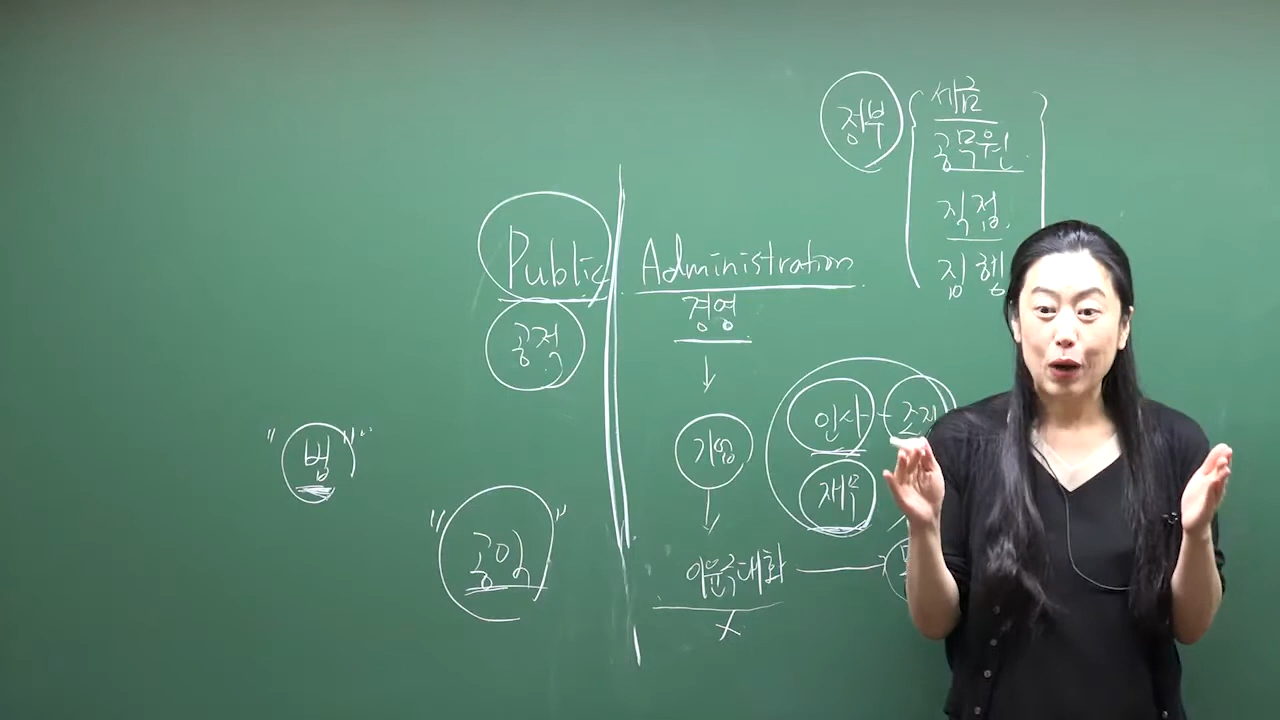 정부
세금
공무원
직접
집행
Public Administration
공적
경영
기업
인사 - 조직
재무
"법"
"공익"
이윤극대화
X